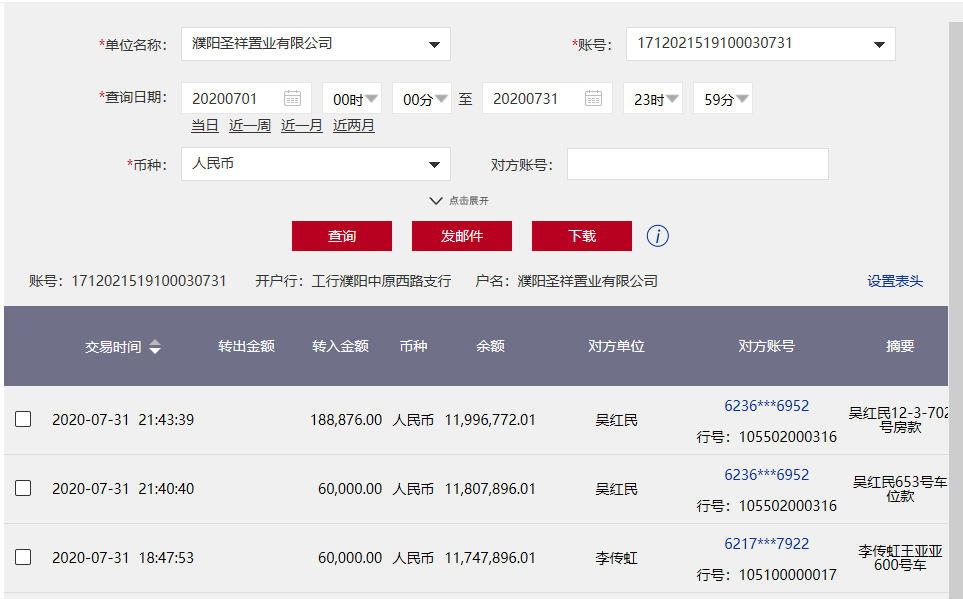 *单位名称： 濮阳圣祥置业有限公司 *账号： 1712021519100030731
*查询日期： 20200701 00时 00分 至 20200731 23时 59分
当日 近一周 近一月 近两月
*币种： 人民币 对方账号：
点击展开
查询 发邮件 下载 i
账号：1712021519100030731 开户行：工行濮阳中原西路支行 户名：濮阳圣祥置业有限公司 设置表头
交易时间 转出金额 转入金额 币种 余额 对方单位 对方账号 摘要
2020-07-31 21:43:39 188,876.00 人民币 11,996,772.01 吴红民 6236***6952 吴红民12-3-702
行号：105502000316 号房款
2020-07-31 21:40:40 60,000.00 人民币 11,807,896.01 吴红民 6236***6952 吴红民653号车
行号：105502000316 位款
2020-07-31 18:47:53 60,000.00 人民币 11,747,896.01 李传虹 6217***7922 李传虹王亚亚
行号：105100000017 600号车